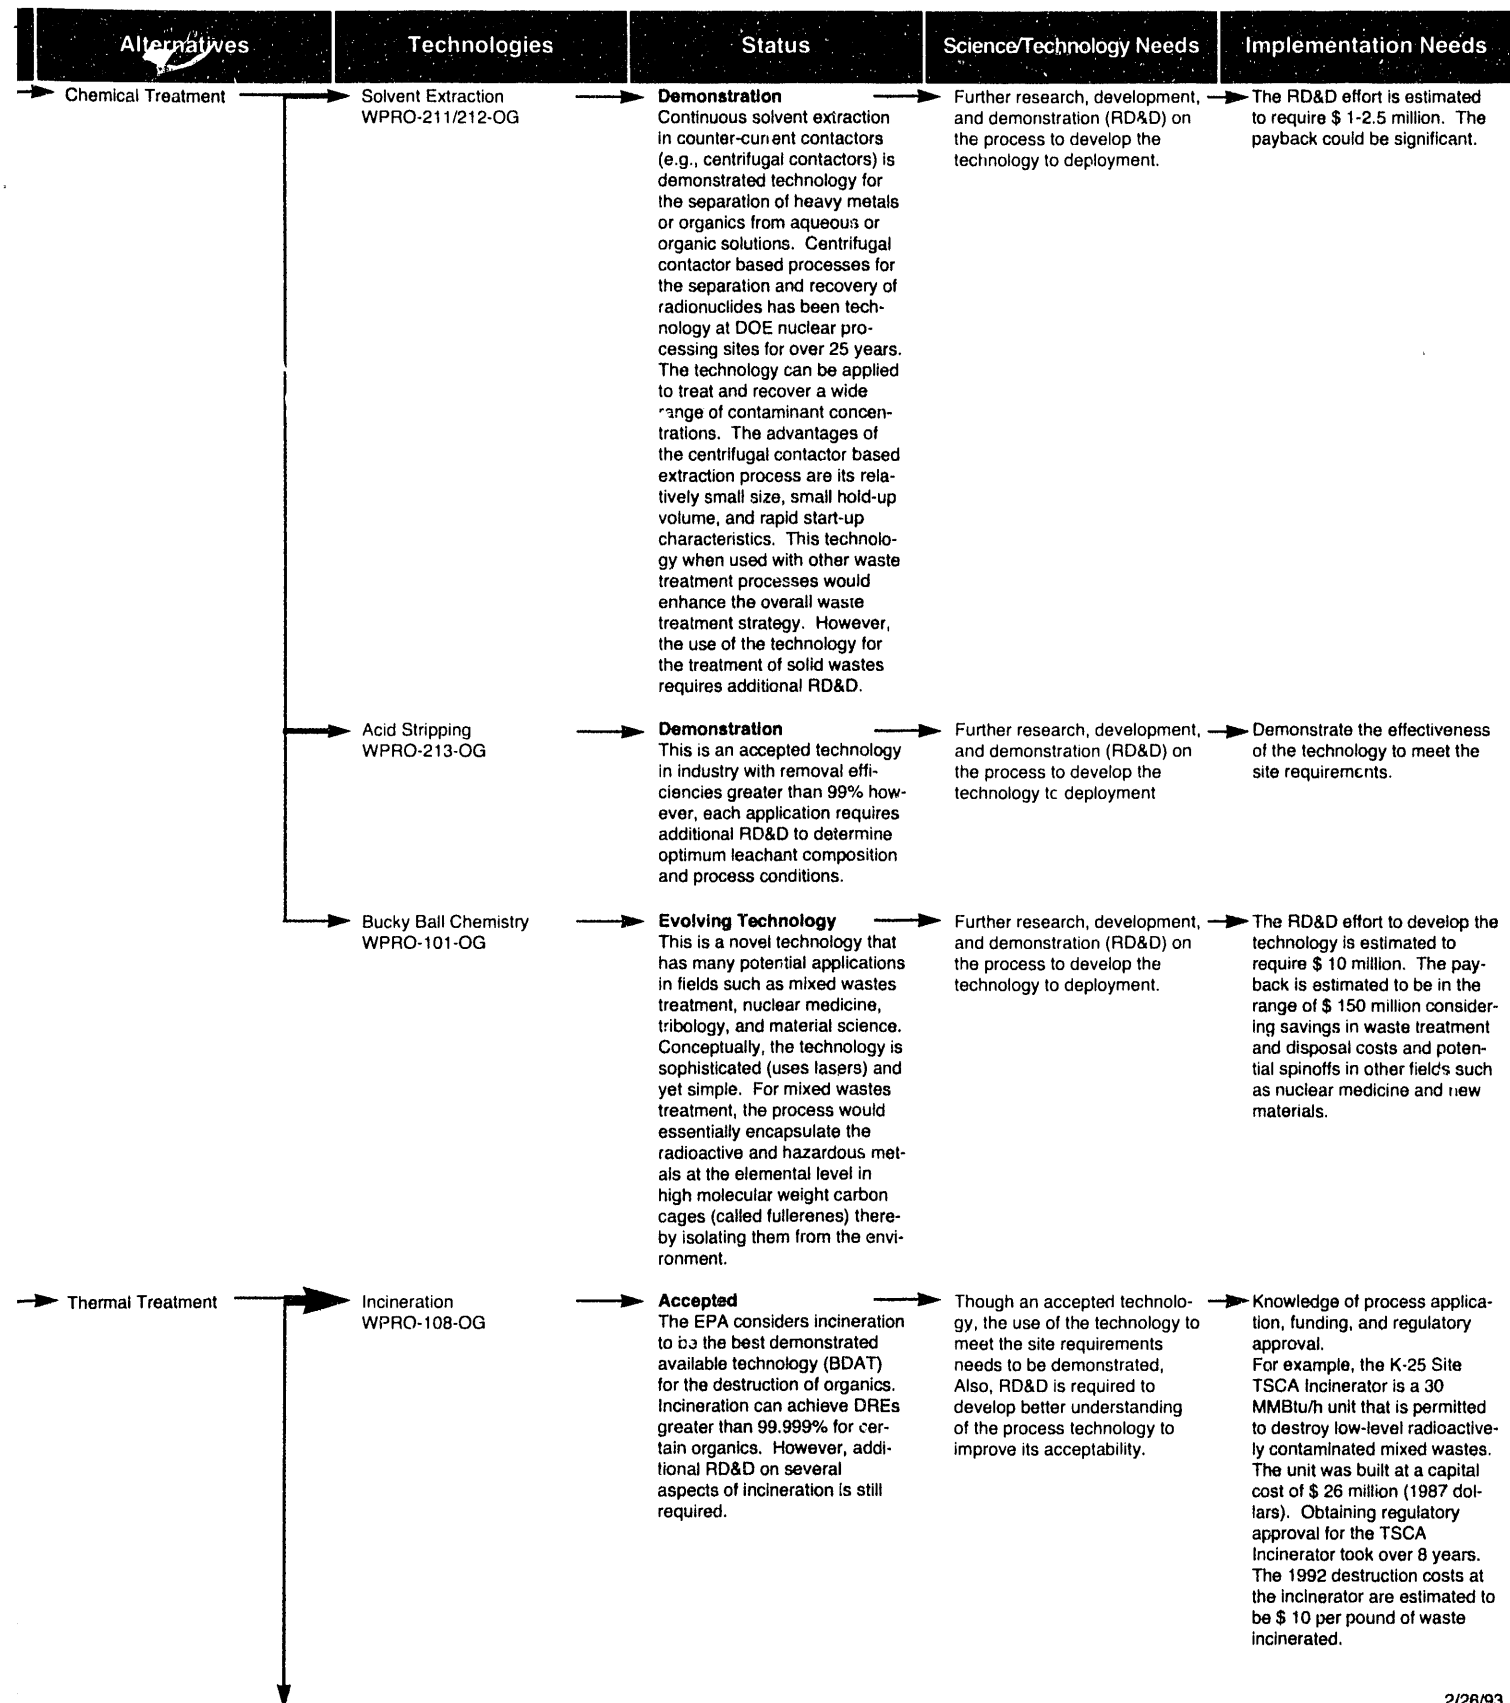 Alternatives
Technologies
Status
Science/Technology Needs
Implementation Needs
Chemical Treatment
Solvent Extraction
WPRO-211/212-OG
Demonstration
Continuous solvent extraction
in counter-current contactors
(e.g., centrifugal contactors) is
demonstrated technology for
the separation of heavy metals
or organics from aqueous or
organic solutions. Centrifugal
contactor based processes for
the separation and recovery of
radionuclides has been tech-
nology at DOE nuclear pro-
cessing sites for over 25 years.
The technology can be applied
to treat and recover a wide
range of contaminant concen-
trations. The advantages of
the centrifugal contactor based
extraction process are its rela-
tively small size, small hold-up
volume, and rapid start-up
characteristics. This technolo-
gy when used with other waste
treatment processes would
enhance the overall waste
treatment strategy. However,
the use of the technology for
the treatment of solid wastes
requires additional RD&D.
Further research, development,
and demonstration (RD&D) on
the process to develop the
technology to deployment.
The RD&D effort is estimated
to require $ 1-2.5 million. The
payback could be significant.
Acid Stripping
WPRO-213-OG
Demonstration
This is an accepted technology
in industry with removal effi-
ciencies greater than 99% how-
ever, each application requires
additional RD&D to determine
optimum leachant composition
and process conditions.
Further research, development,
and demonstration (RD&D) on
the process to develop the
technology to deployment
Demonstrate the effectiveness
of the technology to meet the
site requirements.
Bucky Ball Chemistry
WPRO-101-OG
Evolving Technology
This is a novel technology that
has many potential applications
in fields such as mixed wastes
treatment, nuclear medicine,
tribology, and material science.
Conceptually, the technology is
sophisticated (uses lasers) and
yet simple. For mixed wastes
treatment, the process would
essentially encapsulate the
radioactive and hazardous met-
als at the elemental level in
high molecular weight carbon
cages (called fullerenes) there-
by isolating them from the envi-
ronment.
Further research, development,
and demonstration (RD&D) on
the process to develop the
technology to deployment.
The RD&D effort to develop the
technology is estimated to
require $ 10 million. The pay-
back is estimated to be in the
range of $ 150 million consider-
ing savings in waste treatment
and disposal costs and poten-
tial spinoffs in other fields such
as nuclear medicine and new
materials.
Thermal Treatment
Incineration
WPRO-108-OG
Accepted
The EPA considers incineration
to be the best demonstrated
available technology (BDAT)
for the destruction of organics.
Incineration can achieve DREs
greater than 99.999% for cer-
tain organics. However, addi-
tional RD&D on several
aspects of incineration is still
required.
Though an accepted technolo-
gy, the use of the technology to
meet the site requirements
needs to be demonstrated,
Also, RD&D is required to
develop better understanding
of the process technology to
improve its acceptability.
Knowledge of process applica-
tion, funding, and regulatory
approval.
For example, the K-25 Site
TSCA Incinerator is a 30
MMBtu/h unit that is permitted
to destroy low-level radioactive-
ly contaminated mixed wastes.
The unit was built at a capital
cost of $ 26 million (1987 dol-
lars). Obtaining regulatory
approval for the TSCA
Incinerator took over 8 years.
The 1992 destruction costs at
the incinerator are estimated to
be $ 10 per pound of waste
incinerated.
2/26/93